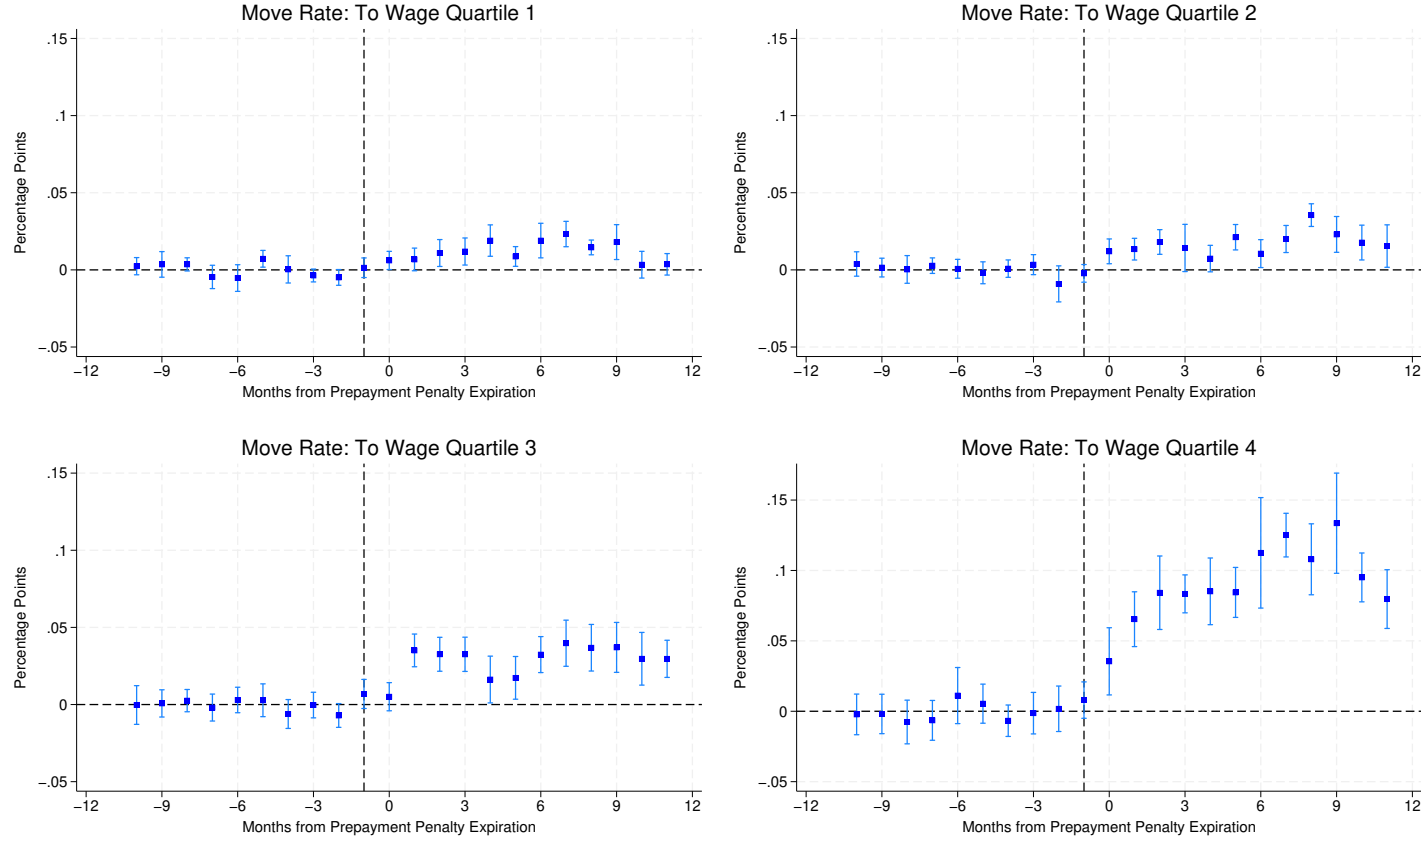 Move Rate: To Wage Quartile 1
.15
.1
.05
0
-.05
Percentage Points
-12 -9 -6 -3 0 3 6 9 12
Months from Prepayment Penalty Expiration
Move Rate: To Wage Quartile 2
.15
.1
.05
0
-.05
Percentage Points
-12 -9 -6 -3 0 3 6 9 12
Months from Prepayment Penalty Expiration
Move Rate: To Wage Quartile 3
.15
.1
.05
0
-.05
Percentage Points
-12 -9 -6 -3 0 3 6 9 12
Months from Prepayment Penalty Expiration
Move Rate: To Wage Quartile 4
.15
.1
.05
0
-.05
Percentage Points
-12 -9 -6 -3 0 3 6 9 12
Months from Prepayment Penalty Expiration